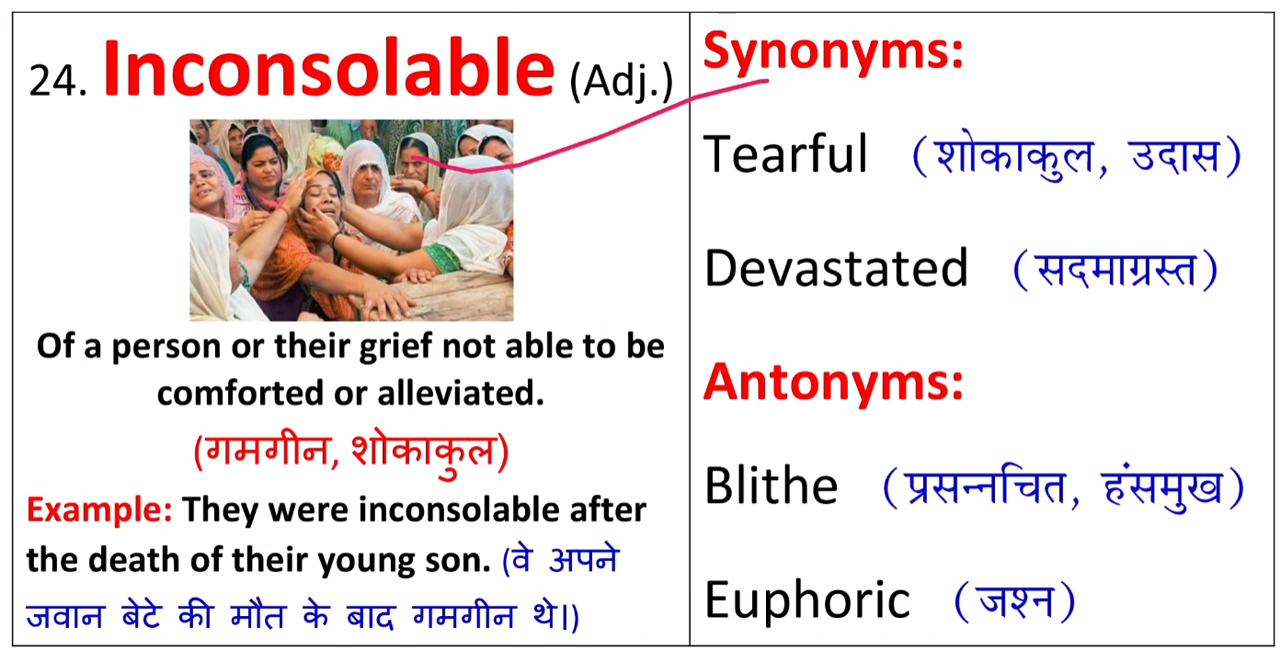 24. Inconsolable (Adj.)
Of a person or their grief not able to be
comforted or alleviated.
(गमगीन, शोकाकुल)
Example: They were inconsolable after
the death of their young son. (वे अपने
जवान बेटे की मौत के बाद गमगीन थे।)
Synonyms:
Tearful (शोकाकुल, उदास)
Devastated (सदमाग्रस्त)
Antonyms:
Blithe (प्रसन्नचित, हंसमुख)
Euphoric (जश्न)